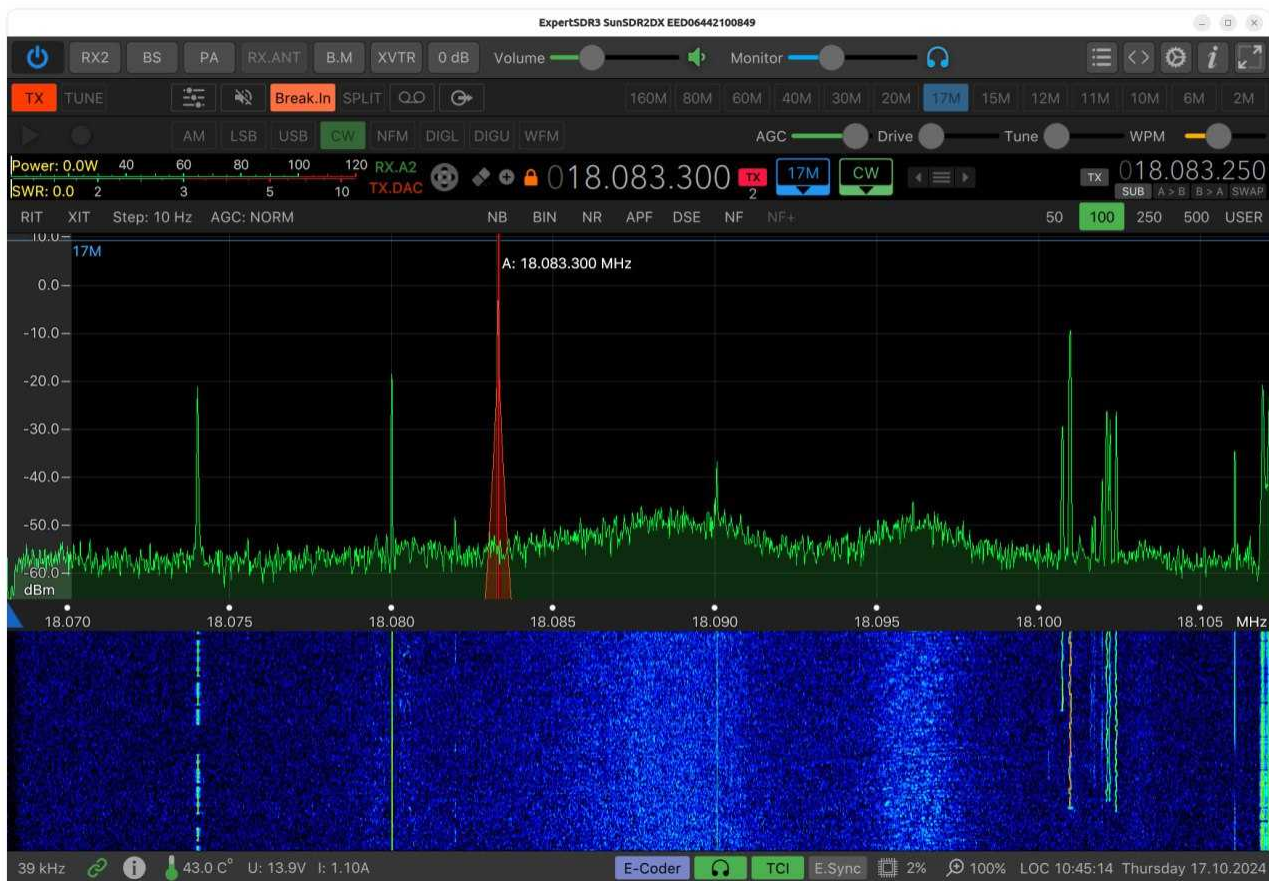 ExpertSDR3 SunSDR2DX EED06442100849
RX2 BS PA RX.ANT B.M XVTR 0 dB Volume Monitor
TX TUNE Break.In SPLIT 160M 80M 60M 40M 30M 20M 17M 15M 12M 11M 10M 6M 2M
AM LSB USB CW NFM DIGL DIGU WFM AGC Drive Tune WPM
Power: 0.0W 40 60 80 100 120 RX.A2
SWR: 0.0 2 3 5 10 TX.DAC
018.083.300 TX 2 17M CW TX 018.083.250
SUB A > B B > A SWAP
RIT XIT Step: 10 Hz AGC: NORM NB BIN NR APF DSE NF NF+ 50 100 250 500 USER
10.0
17M
A: 18.083.300 MHz
0.0
-10.0
-20.0
-30.0
-40.0
-50.0
-60.0
dBm
18.070 18.075 18.080 18.085 18.090 18.095 18.100 18.105 MHz
39 kHz 43.0 C° U: 13.9V I: 1.10A E-Coder TCI E.Sync 2% 100% LOC 10:45:14 Thursday 17.10.2024